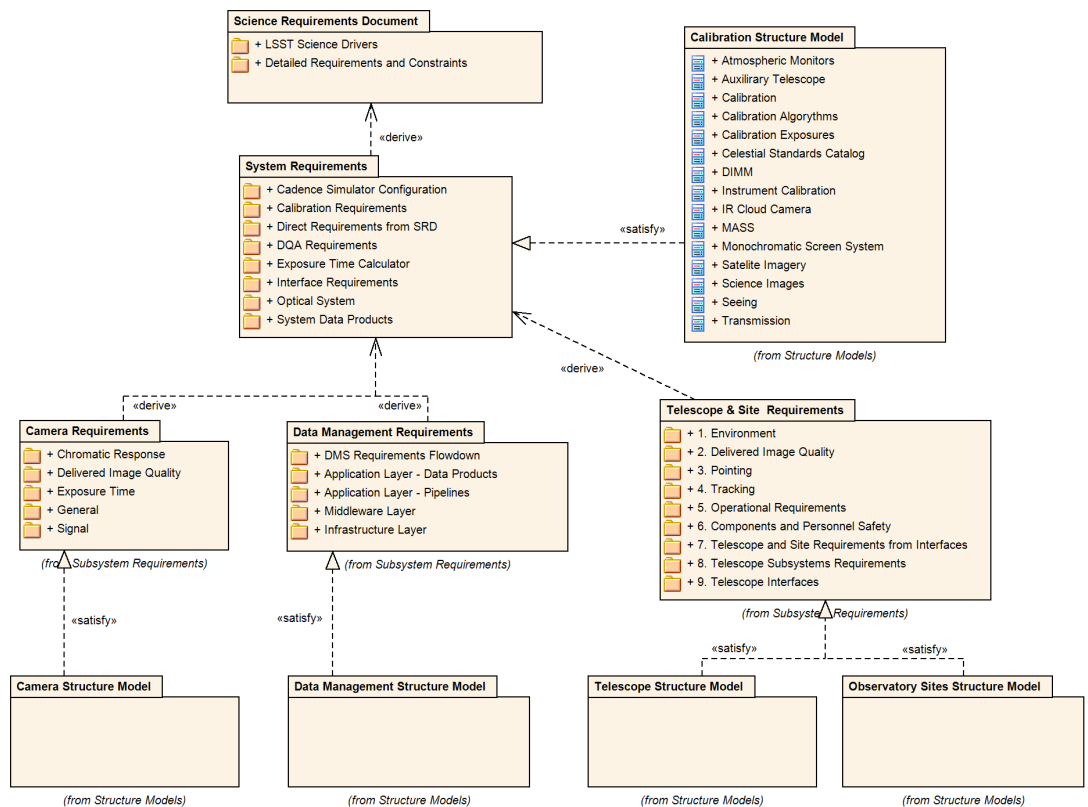 Science Requirements Document
+ LSST Science Drivers
+ Detailed Requirements and Constraints
Calibration Structure Model
+ Atmospheric Monitors
+ Auxilirary Telescope
+ Calibration
+ Calibration Algorythms
+ Calibration Exposures
+ Celestial Standards Catalog
+ DIMM
+ Instrument Calibration
+ IR Cloud Camera
+ MASS
+ Monochromatic Screen System
+ Satelite Imagery
+ Science Images
+ Seeing
+ Transmission
(from Structure Models)
«derive»
System Requirements
+ Cadence Simulator Configuration
+ Calibration Requirements
+ Direct Requirements from SRD
+ DQA Requirements
+ Exposure Time Calculator
+ Interface Requirements
+ Optical System
+ System Data Products
«satisfy»
«derive»
«derive»
«derive»
Camera Requirements
+ Chromatic Response
+ Delivered Image Quality
+ Exposure Time
+ General
+ Signal
(from Subsystem Requirements)
Data Management Requirements
+ DMS Requirements Flowdown
+ Application Layer - Data Products
+ Application Layer - Pipelines
+ Middleware Layer
+ Infrastructure Layer
(from Subsystem Requirements)
Telescope & Site Requirements
+ 1. Environment
+ 2. Delivered Image Quality
+ 3. Pointing
+ 4. Tracking
+ 5. Operational Requirements
+ 6. Components and Personnel Safety
+ 7. Telescope and Site Requirements from Interfaces
+ 8. Telescope Subsystems Requirements
+ 9. Telescope Interfaces
(from Subsystem Requirements)
«satisfy»
«satisfy»
«satisfy»
«satisfy»
Camera Structure Model
(from Structure Models)
Data Management Structure Model
(from Structure Models)
Telescope Structure Model
(from Structure Models)
Observatory Sites Structure Model
(from Structure Models)